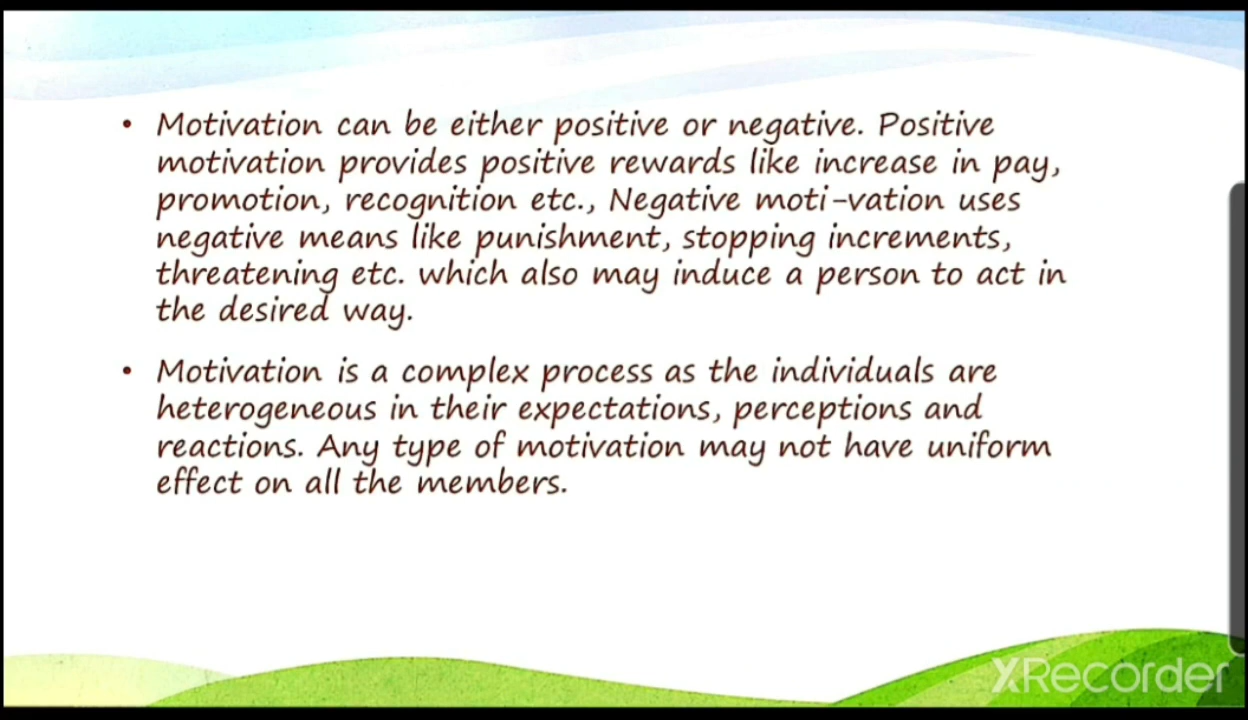 • Motivation can be either positive or negative. Positive
motivation provides positive rewards like increase in pay,
promotion, recognition etc., Negative moti-vation uses
negative means like punishment, stopping increments,
threatening etc. which also may induce a person to act in
the desired way.
• Motivation is a complex process as the individuals are
heterogeneous in their expectations, perceptions and
reactions. Any type of motivation may not have uniform
effect on all the members.
XRecorder